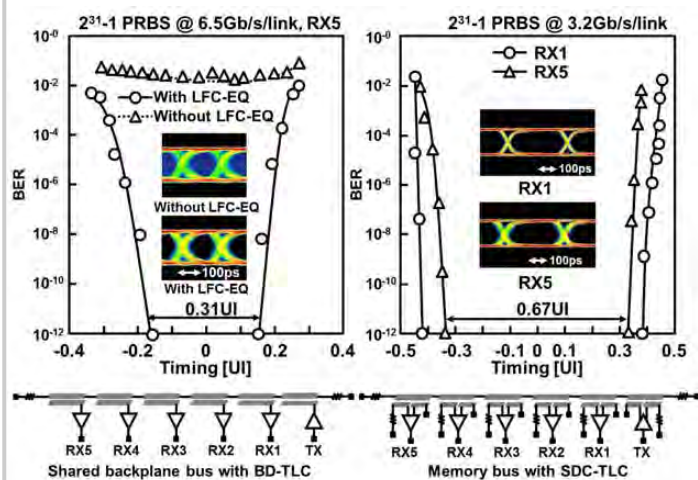 2³¹-1 PRBS @ 6.5Gb/s/link, RX5
10⁻⁰
10⁻²
10⁻⁴
10⁻⁶
10⁻⁸
10⁻¹⁰
10⁻¹²
BER
With LFC-EQ
Without LFC-EQ
Without LFC-EQ
100ps
With LFC-EQ
0.31UI
-0.4 -0.2 0 0.2 0.4
Timing [UI]
RX5 RX4 RX3 RX2 RX1 TX
Shared backplane bus with BD-TLC
2³¹-1 PRBS @ 3.2Gb/s/link
10⁻⁰
10⁻²
10⁻⁴
10⁻⁶
10⁻⁸
10⁻¹⁰
10⁻¹²
BER
RX1
RX5
100ps
RX1
100ps
RX5
0.67UI
-0.5 -0.3 -0.1 0 0.1 0.3 0.5
Timing [UI]
RX5 RX4 RX3 RX2 RX1 TX
Memory bus with SDC-TLC